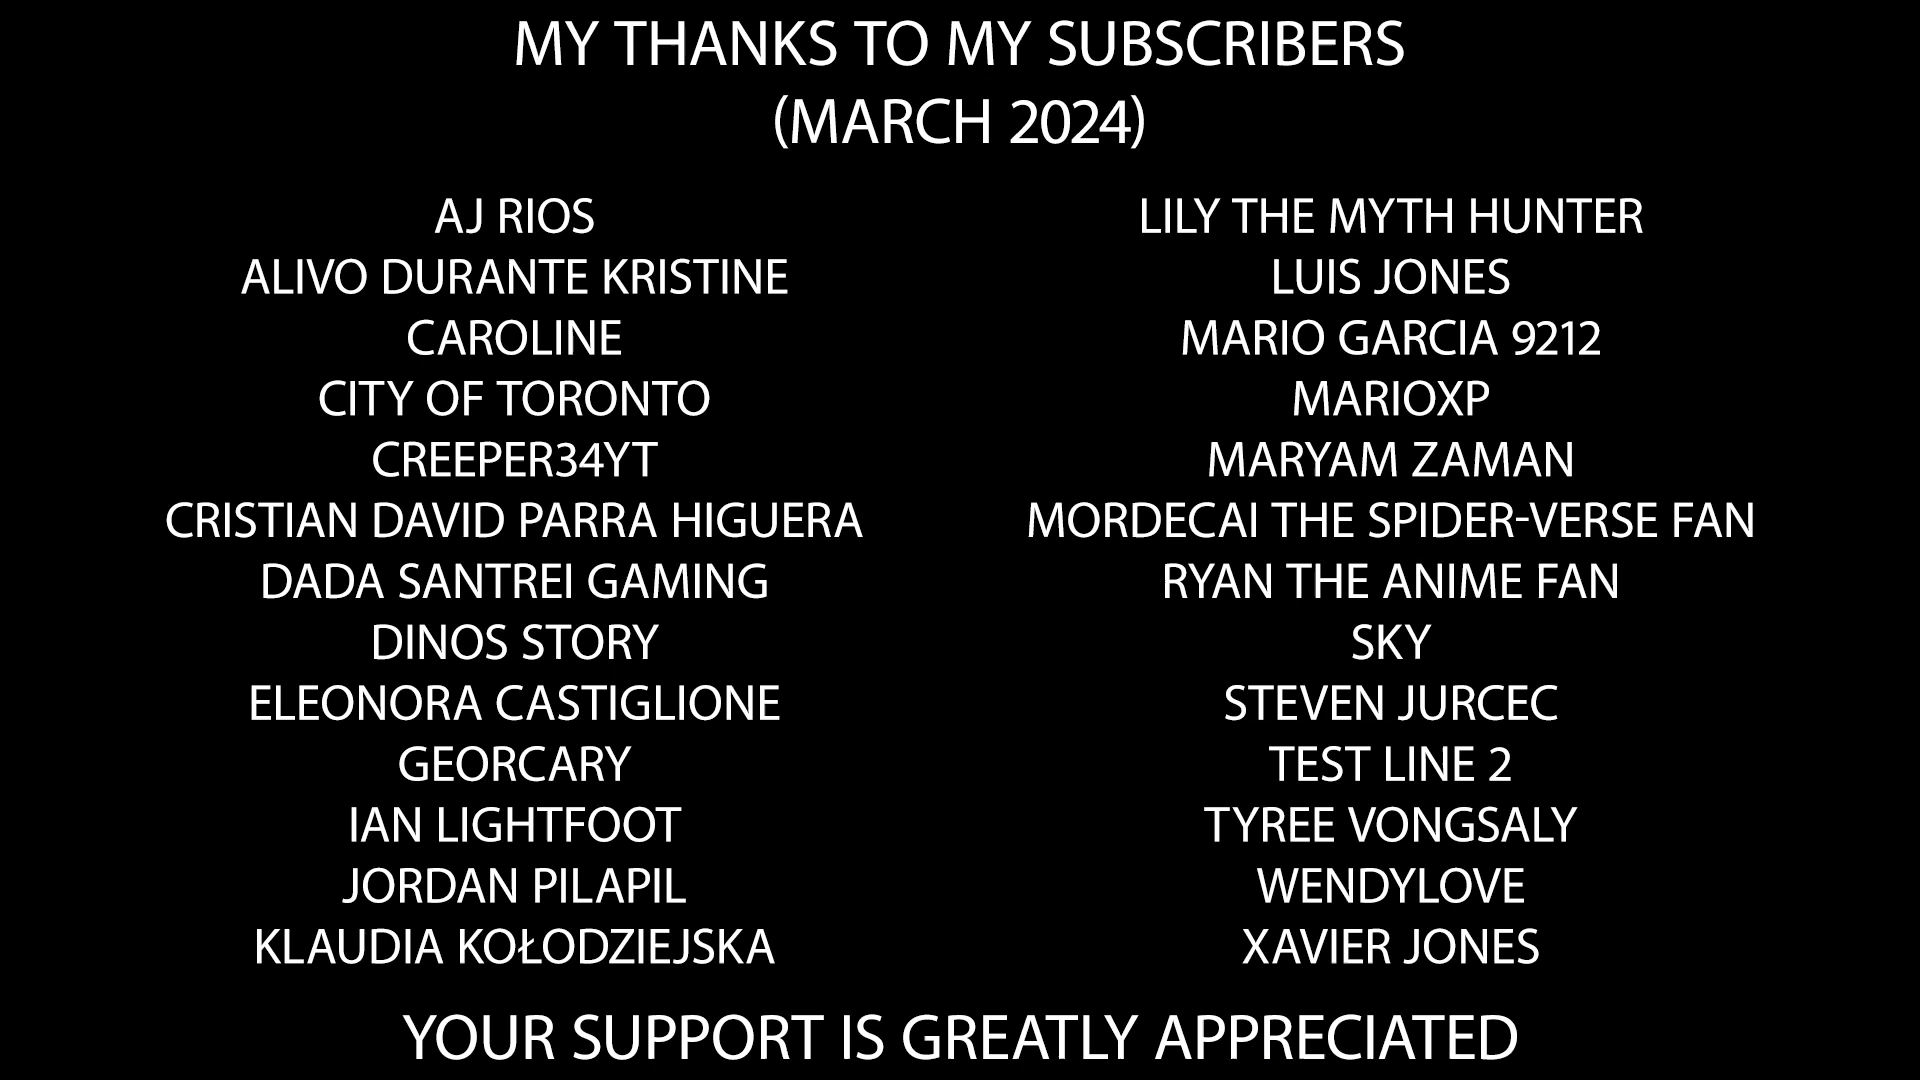 MY THANKS TO MY SUBSCRIBERS
(MARCH 2024)
AJ RIOS
ALIVO DURANTE KRISTINE
CAROLINE
CITY OF TORONTO
CREEPER34YT
CRISTIAN DAVID PARRA HIGUERA
DADA SANTREI GAMING
DINOS STORY
ELEONORA CASTIGLIONE
GEORCARY
IAN LIGHTFOOT
JORDAN PILAPIL
KLAUDIA KOŁODZIEJSKA
LILY THE MYTH HUNTER
LUIS JONES
MARIO GARCIA 9212
MARIOXP
MARYAM ZAMAN
MORDECAI THE SPIDER-VERSE FAN
RYAN THE ANIME FAN
SKY
STEVEN JURCEC
TEST LINE 2
TYREE VONGSALY
WENDYLOVE
XAVIER JONES
YOUR SUPPORT IS GREATLY APPRECIATED